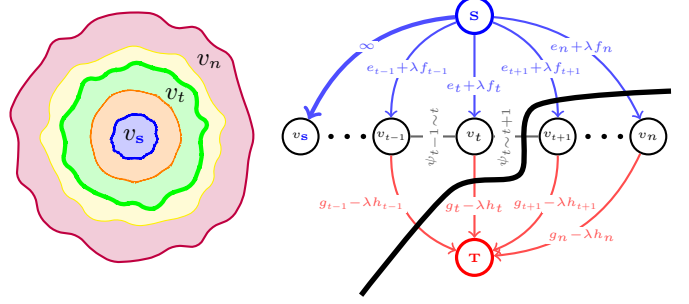 v_n
v_t
v_s
S
∞
e_{t−1}+λf_{t−1}
e_t+λf_t
e_{t+1}+λf_{t+1}
e_n+λf_n
v_s
v_{t−1}
ψ_{t−1∼t}
v_t
ψ_{t∼t+1}
v_{t+1}
v_n
g_{t−1}−λh_{t−1}
g_t−λh_t
g_{t+1}−λh_{t+1}
g_n−λh_n
T